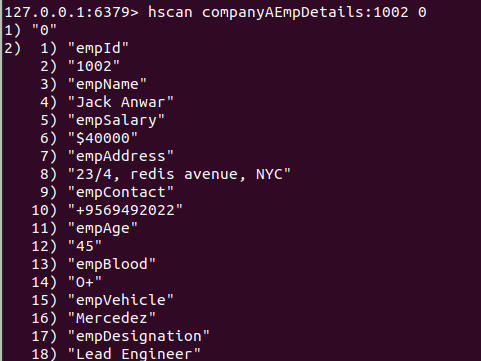 127.0.0.1:6379> hscan companyAEmpDetails:1002 0
1) "0"
2)  1) "empId"
    2) "1002"
    3) "empName"
    4) "Jack Anwar"
    5) "empSalary"
    6) "$40000"
    7) "empAddress"
    8) "23/4, redis avenue, NYC"
    9) "empContact"
   10) "+9569492022"
   11) "empAge"
   12) "45"
   13) "empBlood"
   14) "O+"
   15) "empVehicle"
   16) "Mercedez"
   17) "empDesignation"
   18) "Lead Engineer"